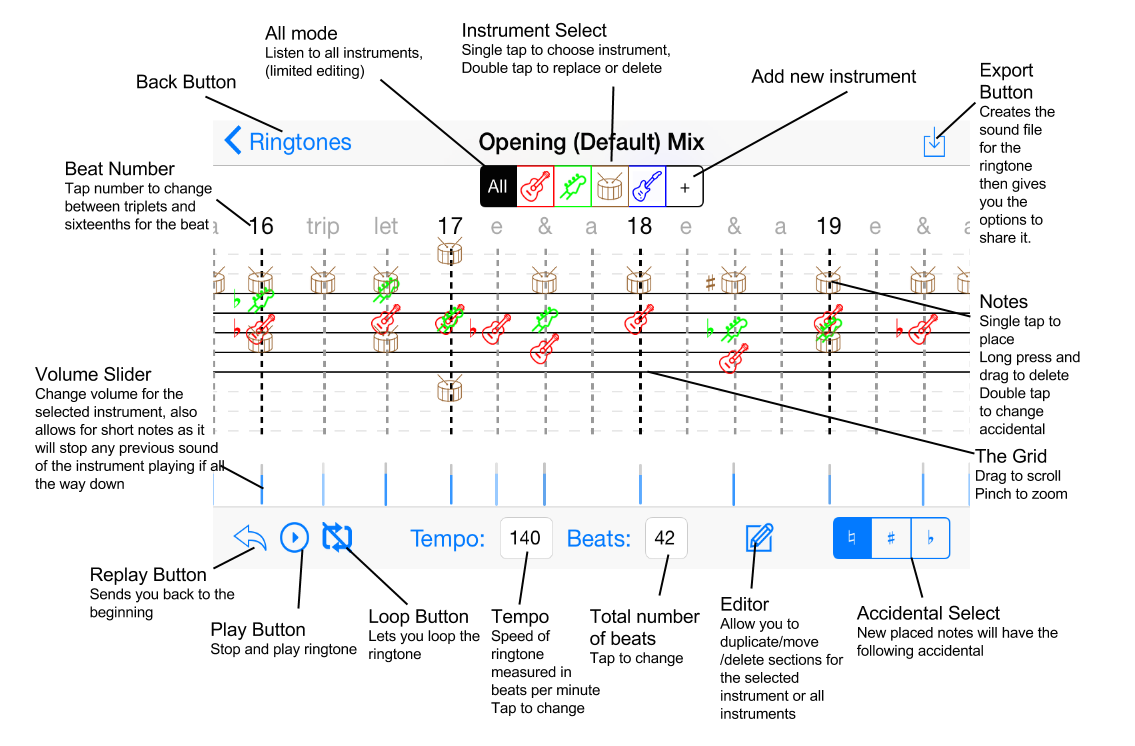 All mode
Listen to all instruments,
(limited editing)
Instrument Select
Single tap to choose instrument,
Double tap to replace or delete
Back Button
Add new instrument
Export
Button
Creates the
sound file
for the
ringtone
then gives
you the
options to
share it.
Ringtones
Opening (Default) Mix
Beat Number
Tap number to change
between triplets and
sixteenths for the beat
All
+
a 16 trip let 17 e & a 18 e & a 19 e & a
♭ ♭ ♭ ♯ ♭ ♭
Notes
Single tap to
place
Long press and
drag to delete
Double tap
to change
accidental
Volume Slider
Change volume for the
selected instrument, also
allows for short notes as it
will stop any previous sound
of the instrument playing if all
the way down
The Grid
Drag to scroll
Pinch to zoom
Tempo: 140 Beats: 42
♮ ♯ ♭
Replay Button
Sends you back to the
beginning
Play Button
Stop and play ringtone
Loop Button
Lets you loop the
ringtone
Tempo
Speed of
ringtone
measured in
beats per minute
Tap to change
Total number
of beats
Tap to change
Editor
Allow you to
duplicate/move
/delete sections for
the selected
instrument or all
instruments
Accidental Select
New placed notes will have the
following accidental